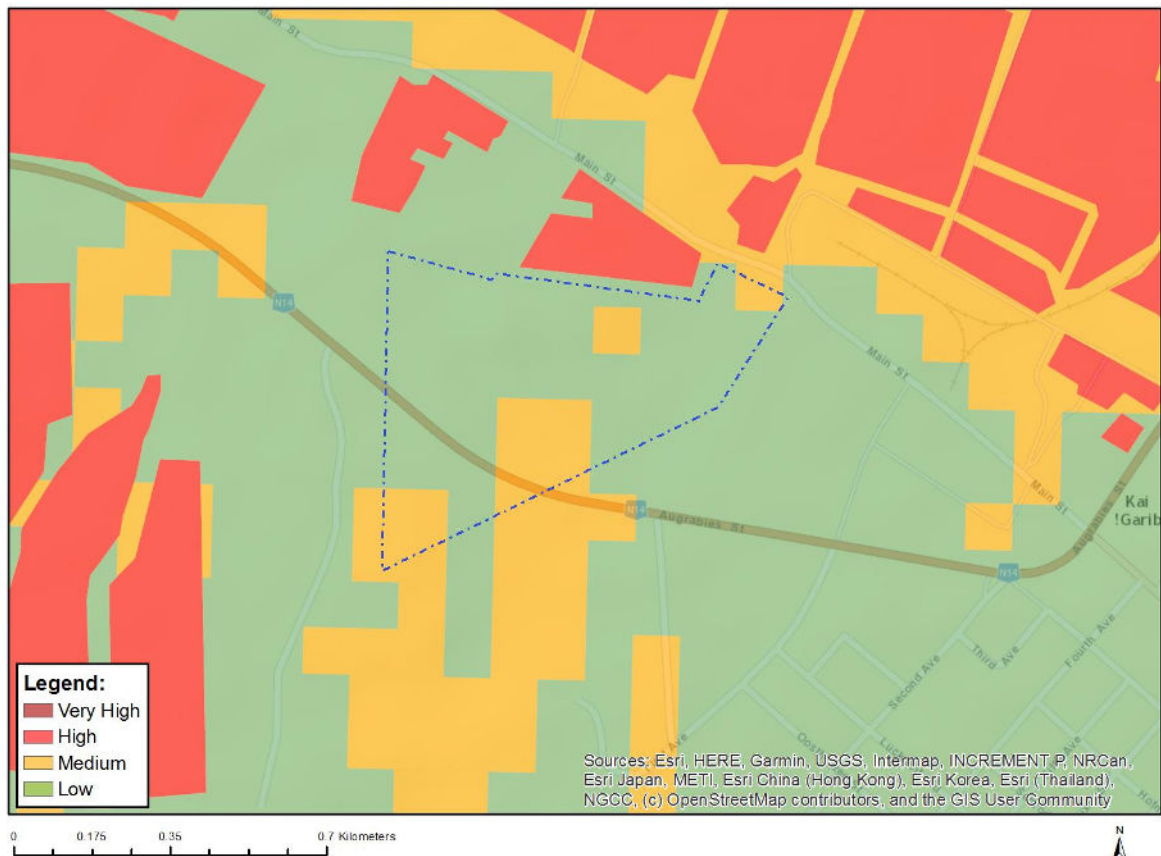 Main St
Main St
N14
Main St
N14
Augrabies St
Main St
Augrabies St
Kai
!Garib
N14
Third Ave
Fourth Ave
Second Ave
Legend:
Very High
High
Medium
Low
Sources: Esri, HERE, Garmin, USGS, Intermap, INCREMENT P, NRCan,
Esri Japan, METI, Esri China (Hong Kong), Esri Korea, Esri (Thailand),
NGCC, (c) OpenStreetMap contributors, and the GIS User Community
0 0.175 0.35 0.7 Kilometers
N